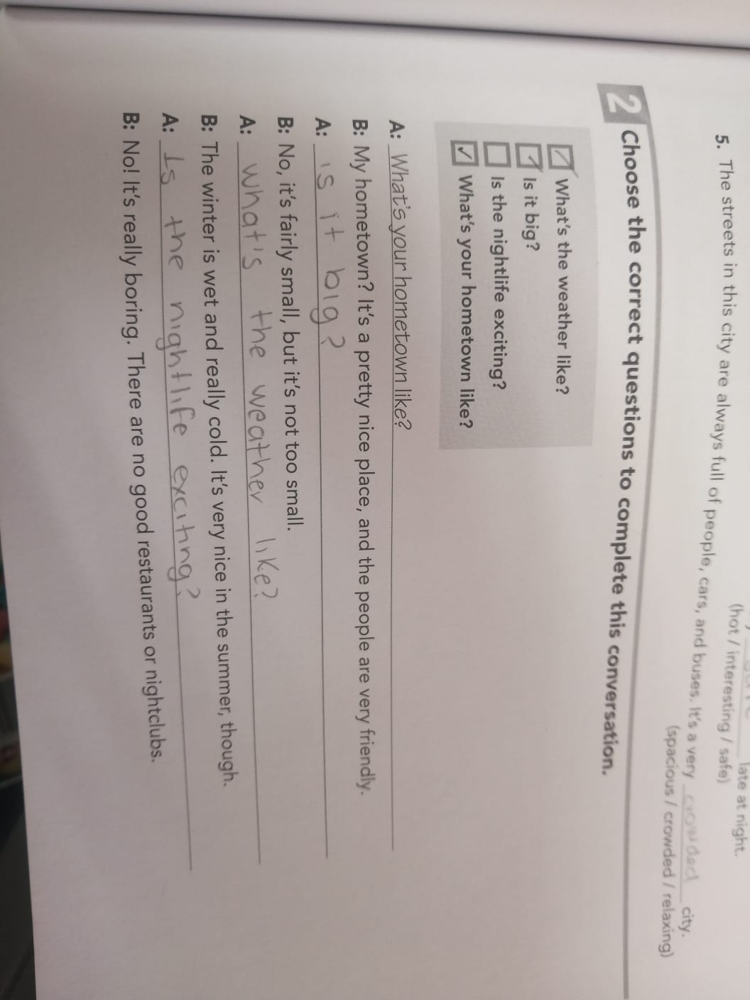 late at night.
(hot / interesting / safe)
5. The streets in this city are always full of people, cars, and buses. It's a very crowded city.
(spacious / crowded / relaxing)
2 Choose the correct questions to complete this conversation.
☑ What's the weather like?
☑ Is it big?
☐ Is the nightlife exciting?
☑ What's your hometown like?
A: What's your hometown like?
B: My hometown? It's a pretty nice place, and the people are very friendly.
A: is it big?
B: No, it's fairly small, but it's not too small.
A: what's the weather like?
B: The winter is wet and really cold. It's very nice in the summer, though.
A: Is the nightlife exciting?
B: No! It's really boring. There are no good restaurants or nightclubs.